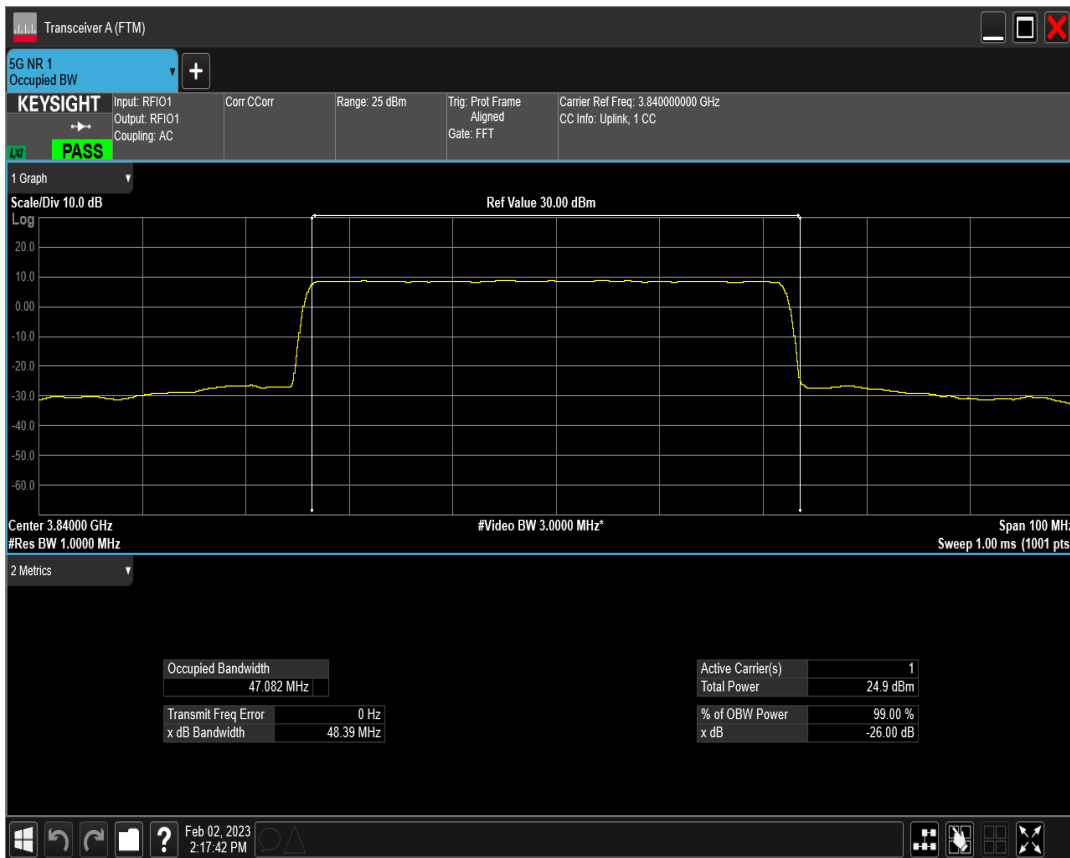 Transceiver A (FTM)
5G NR 1
Occupied BW
+
KEYSIGHT
LXI
PASS
Input: RFIO1
Output: RFIO1
Coupling: AC
Corr CCorr
Range: 25 dBm
Trig: Prot Frame
Aligned
Gate: FFT
Carrier Ref Freq: 3.840000000 GHz
CC Info: Uplink, 1 CC
1 Graph
Scale/Div 10.0 dB
Ref Value 30.00 dBm
Log
20.0
10.0
0.00
-10.0
-20.0
-30.0
-40.0
-50.0
-60.0
Center 3.84000 GHz
#Video BW 3.0000 MHz*
Span 100 MHz
#Res BW 1.0000 MHz
Sweep 1.00 ms (1001 pts
2 Metrics
Occupied Bandwidth
47.082 MHz
Transmit Freq Error 0 Hz
x dB Bandwidth 48.39 MHz
Active Carrier(s) 1
Total Power 24.9 dBm
% of OBW Power 99.00 %
x dB -26.00 dB
?
Feb 02, 2023
2:17:42 PM